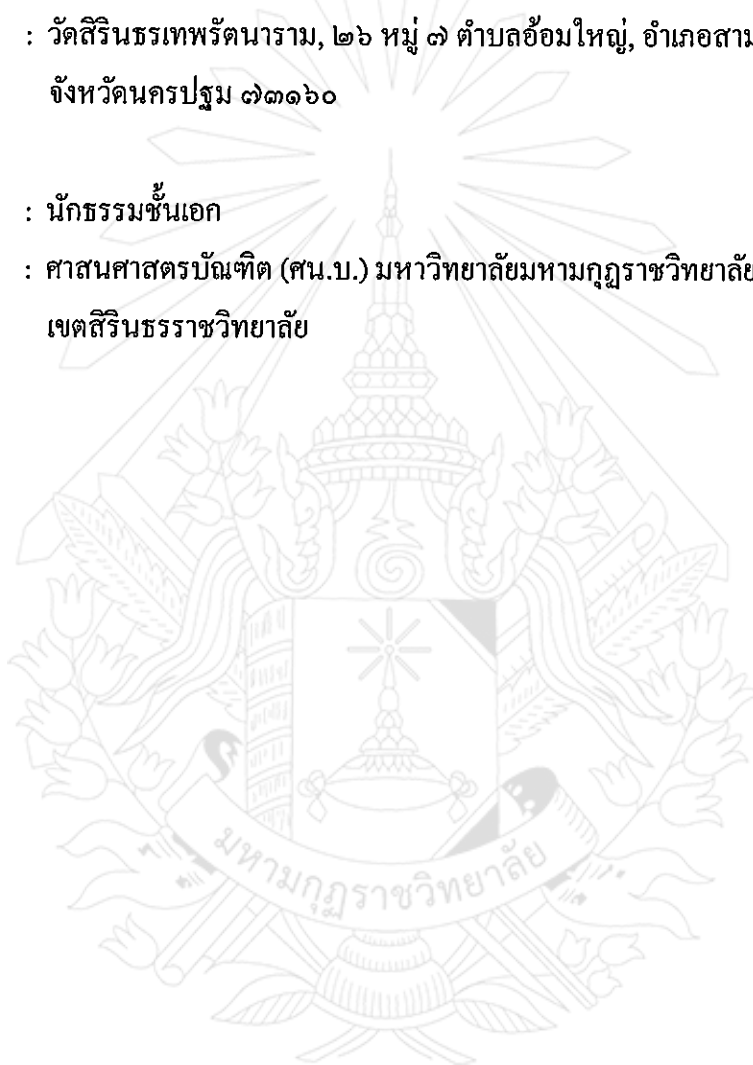 : วัดสิรินธรเทพรัตนาราม, ๒๖ หมู่ ๗ ตำบลอ้อมใหญ่, อำเภอสาม
จังหวัดนครปฐม ๗๓๑๖๐
: นักธรรมชั้นเอก
: ศาสนศาสตรบัณฑิต (ศน.บ.) มหาวิทยาลัยมหามกุฏราชวิทยาลัย
เขตสิรินธรราชวิทยาลัย
มหามกุฏราชวิทยาลัย